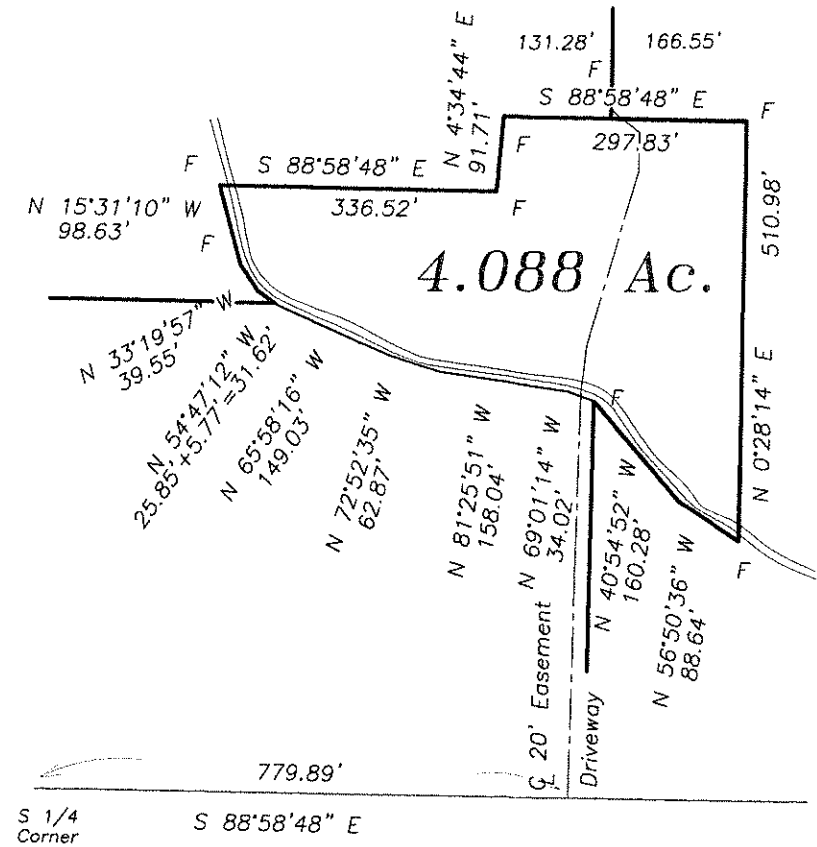 131.28'
166.55'
F
S 88°58'48" E
F
297.83'
N 4°34'44" E
91.71'
F
F
S 88°58'48" E
336.52'
F
N 15°31'10" W
98.63'
F
510.98'
N 0°28'14" E
4.088 Ac.
N 33°19'57" W
39.55'
N 54°47'12" W
25.85'+5.77'=31.62'
N 65°58'16" W
149.03'
N 72°52'35" W
62.87'
N 81°25'51" W
158.04'
N 69°01'14" W
34.02'
F
N 40°54'52" W
160.28'
N 56°50'36" W
88.64'
F
℄ 20' Easement
Driveway
779.89'
S 1/4
Corner
S 88°58'48" E